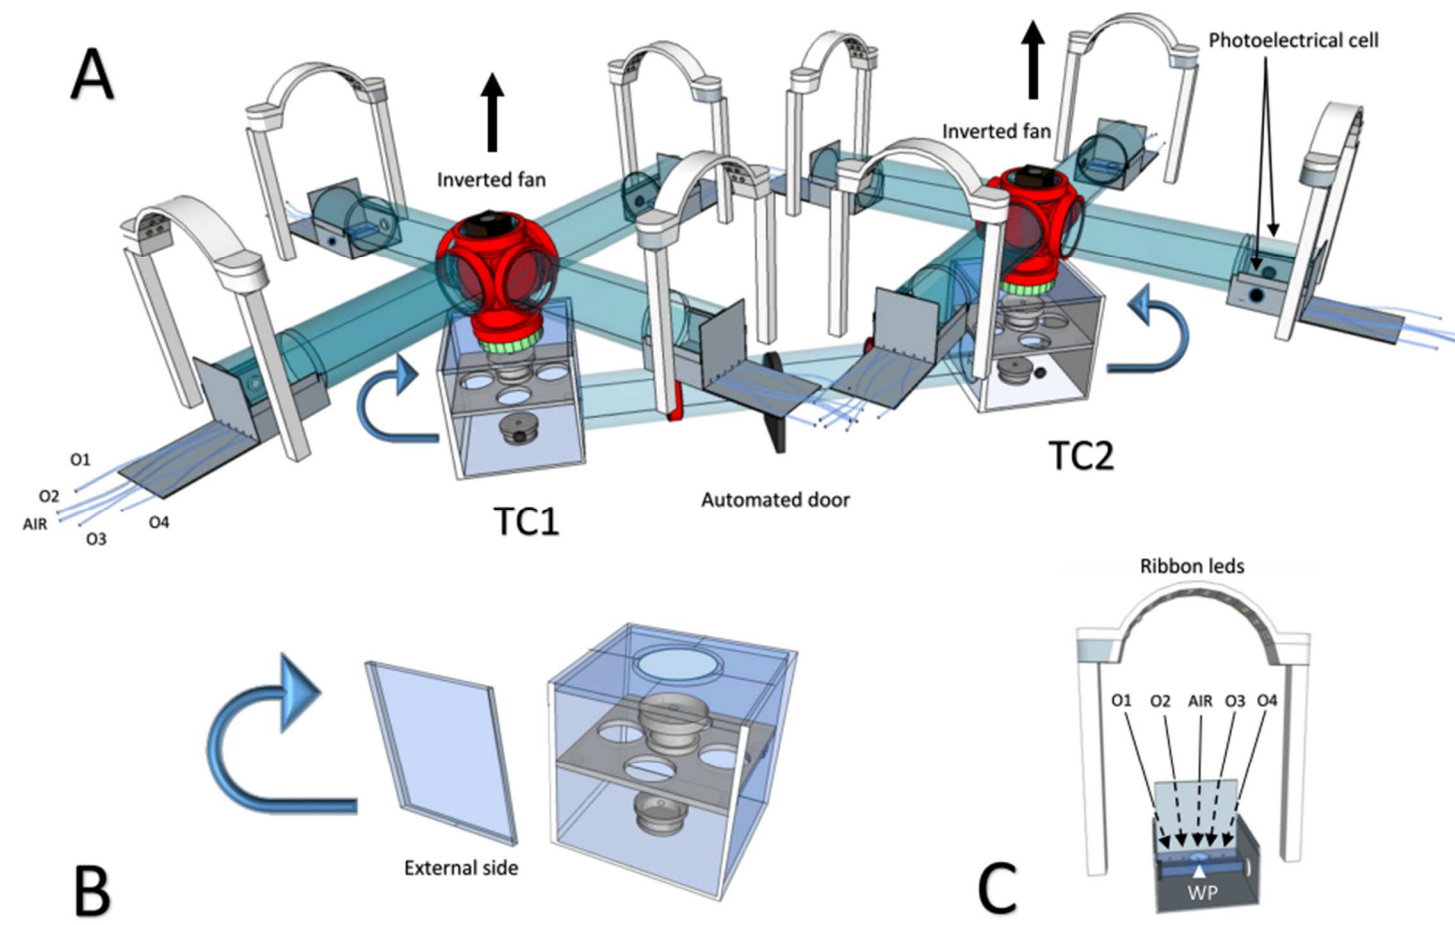 A
Inverted fan
Inverted fan
Photoelectrical cell
O1
O2
AIR
O3
O4
TC1
Automated door
TC2
B
External side
C
Ribbon leds
O1 O2 AIR O3 O4
WP